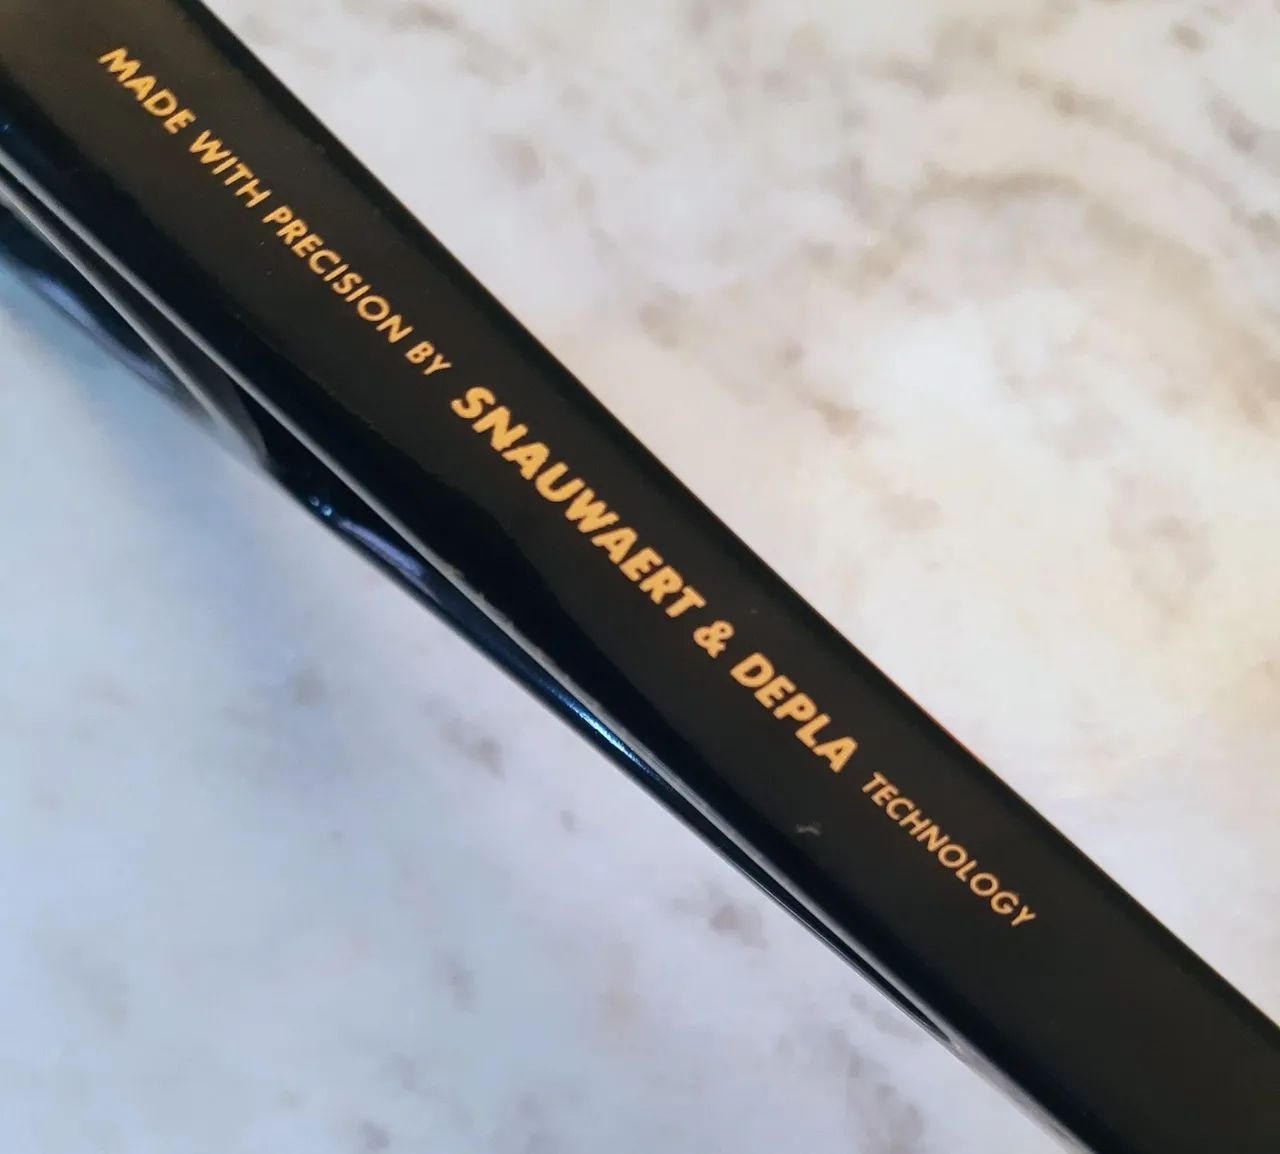 MADE WITH PRECISION BY SNAUWAERT & DEPLA TECHNOLOGY